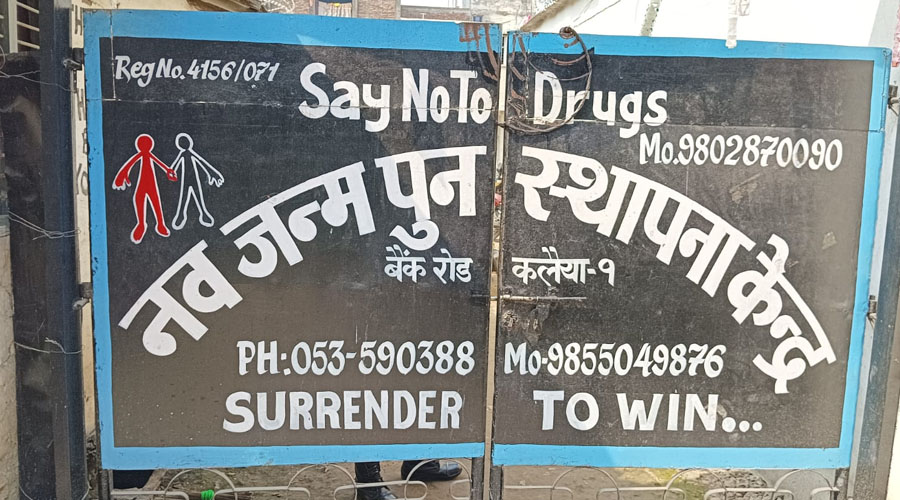 Reg No. 4156/071
Say No To Drugs
Mo.9802870090
नव जन्म पुन स्थापना केन्द्र
बैंक रोड कलैया-१
PH:053-590388 Mo-9855049876
SURRENDER TO WIN...